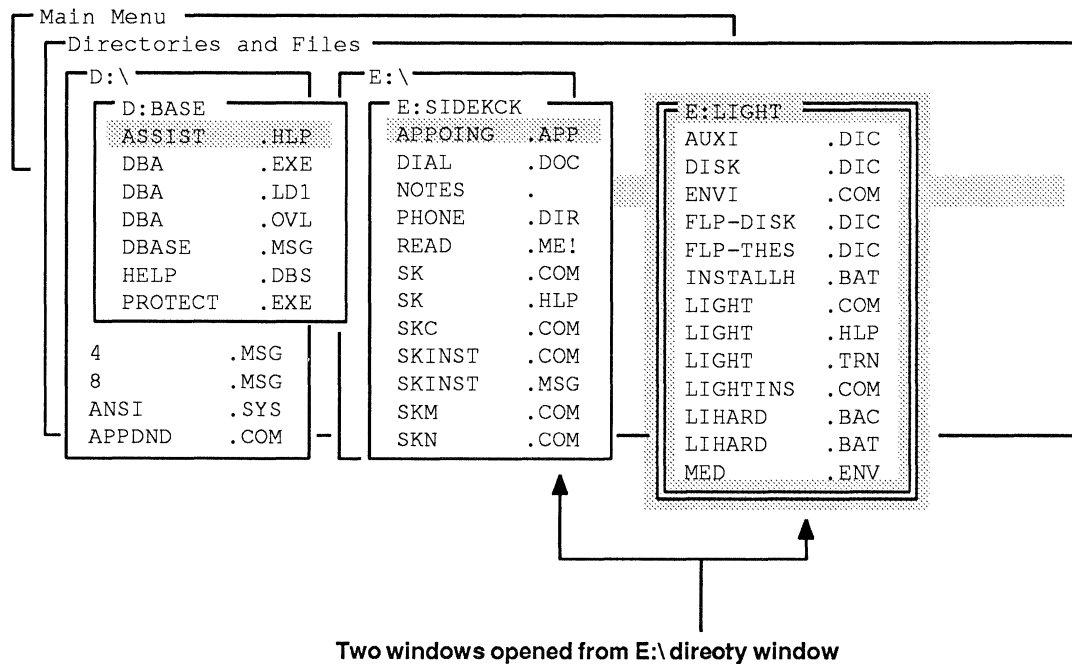 Main Menu
Directories and Files
D:\
E:\
D:BASE
ASSIST .HLP
DBA .EXE
DBA .LD1
DBA .OVL
DBASE .MSG
HELP .DBS
PROTECT .EXE
4 .MSG
8 .MSG
ANSI .SYS
APPDND .COM
E:SIDEKCK
APPOING .APP
DIAL .DOC
NOTES .
PHONE .DIR
READ .ME!
SK .COM
SK .HLP
SKC .COM
SKINST .COM
SKINST .MSG
SKM .COM
SKN .COM
E:LIGHT
AUXI .DIC
DISK .DIC
ENVI .COM
FLP-DISK .DIC
FLP-THES .DIC
INSTALLH .BAT
LIGHT .COM
LIGHT .HLP
LIGHT .TRN
LIGHTINS .COM
LIHARD .BAC
LIHARD .BAT
MED .ENV
Two windows opened from E:\ direoty window